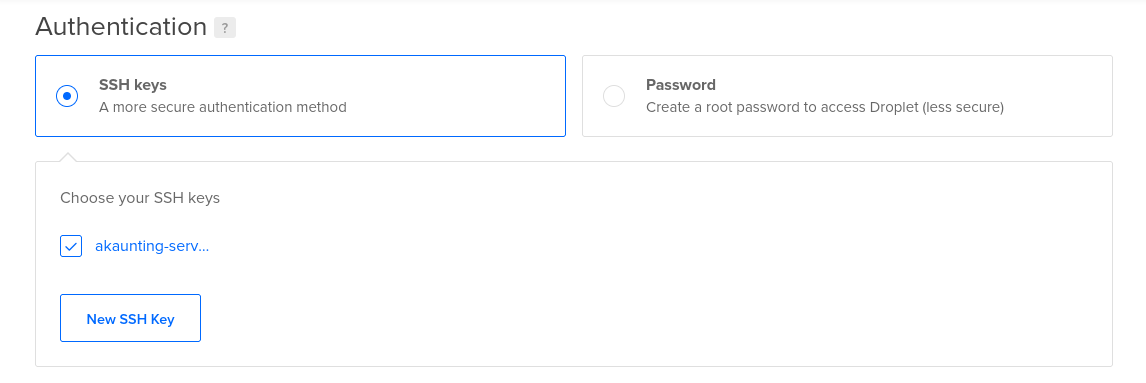 Authentication ?
SSH keys
A more secure authentication method
Password
Create a root password to access Droplet (less secure)
Choose your SSH keys
akaunting-serv...
New SSH Key